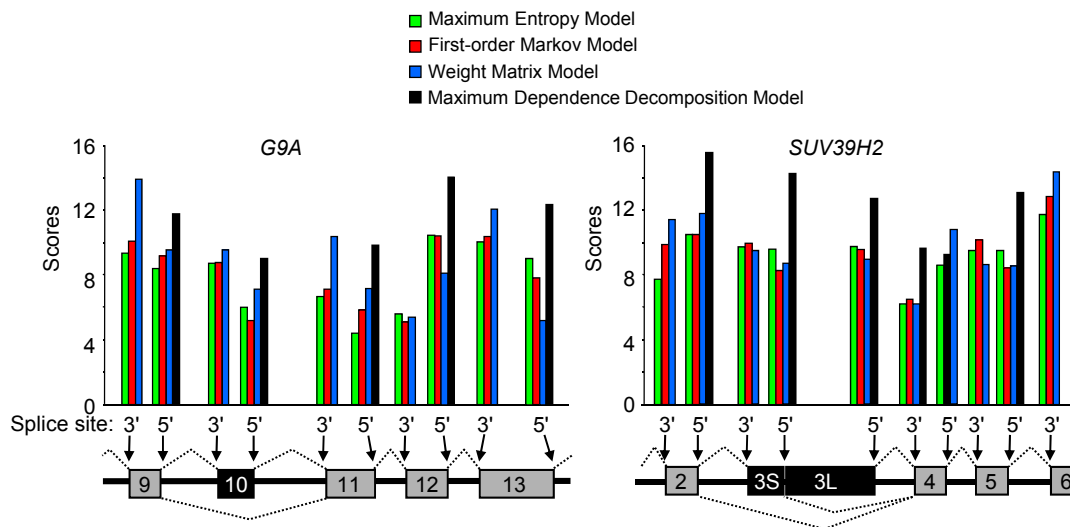 Maximum Entropy Model
First-order Markov Model
Weight Matrix Model
Maximum Dependence Decomposition Model
G9A
SUV39H2
Scores
16
12
8
4
0
Scores
16
12
8
4
0
Splice site: 3' 5' 3' 5' 3' 5' 3' 5' 3' 5'
3' 5' 3' 5' 5' 3' 5' 3' 5' 3'
9 10 11 12 13
2 3S 3L 4 5 6